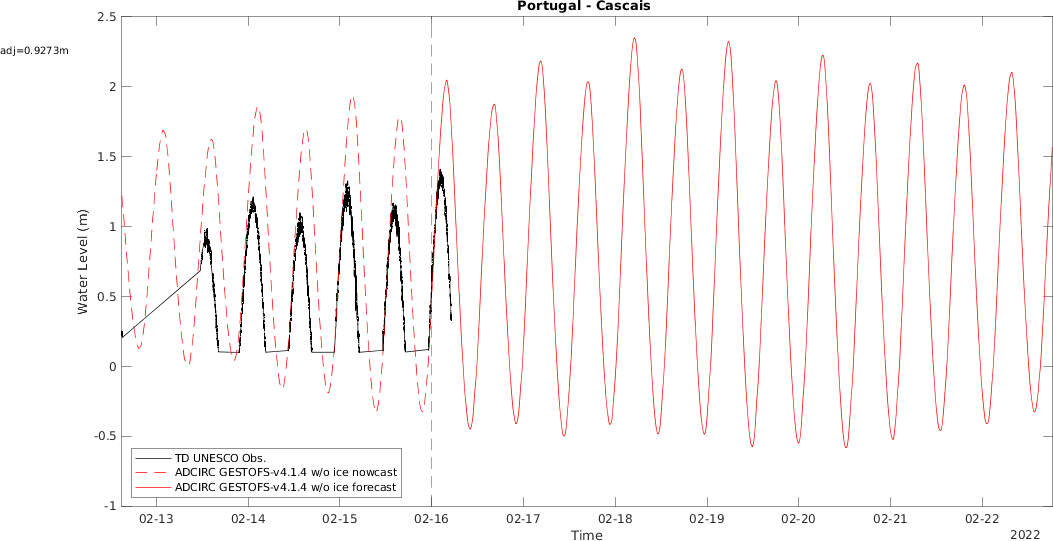 Portugal - Cascais
adj=0.9273m
2.5
2
1.5
1
0.5
0
-0.5
-1
Water Level (m)
TD UNESCO Obs.
ADCIRC GESTOFS-v4.1.4 w/o ice nowcast
ADCIRC GESTOFS-v4.1.4 w/o ice forecast
02-13 02-14 02-15 02-16 02-17 02-18 02-19 02-20 02-21 02-22
Time
2022